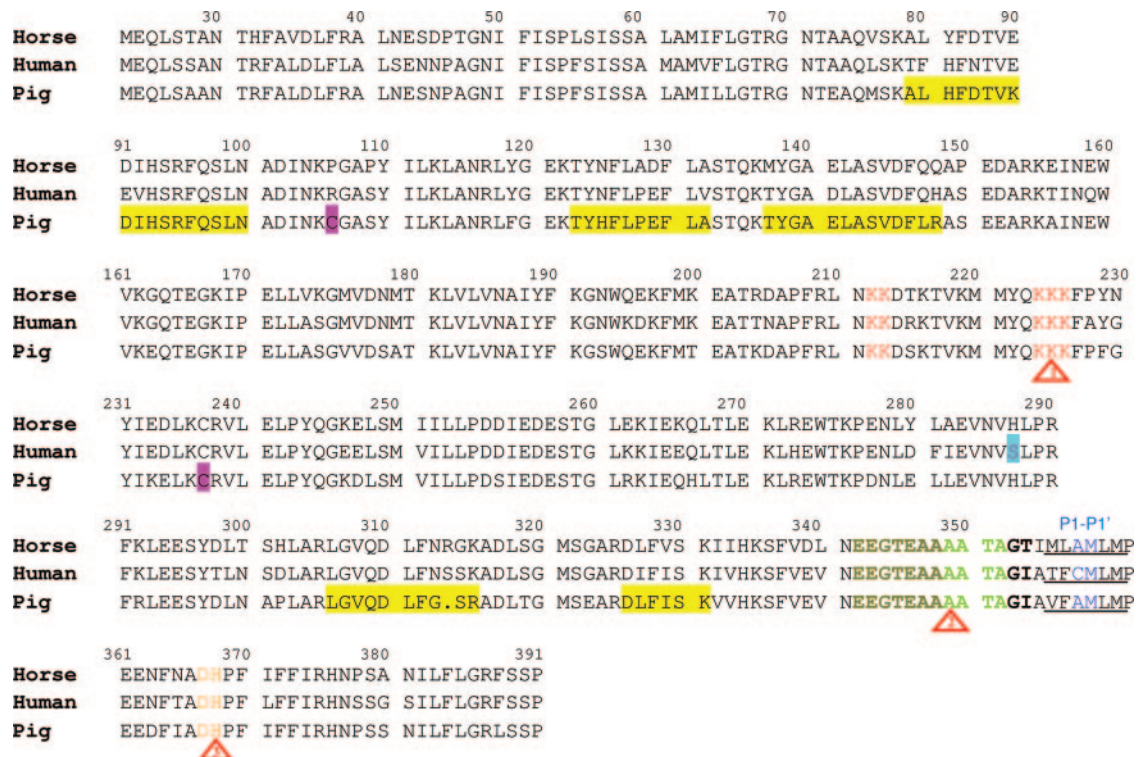 30 40 50 60 70 80 90
Horse MEQLSTAN THFAVDLFRA LNESDPTGNI FISPLSISSA LAMIFLGTRG NTAAQVSKAL YFDTVE
Human MEQLSSAN TRFALDLFLA LSENNPAGNI FISPFSISSA MAMVFLGTRG NTAAQLSKTF HFNTVE
Pig MEQLSAAN TRFALDLFRA LNESNPAGNI FISPFSISSA LAMILLGTRG NTEAQMSKAL HFDTVK
91 100 110 120 130 140 150 160
Horse DIHSRFQSLN ADINKPGAPY ILKLANRLYG EKTYNFLADF LASTQKMYGA ELASVDFQQAP EDARKEINEW
Human EVHSRFQSLN ADINKRGASY ILKLANRLYG EKTYNFLPEF LVSTQKTYGA DLASVDFQHAS EDARKTINQW
Pig DIHSRFQSLN ADINKCGASY ILKLANRLFG EKTYHFLPEF LASTQKTYGA ELASVDFLRAS EEARKAINEW
161 170 180 190 200 210 220 230
Horse VKGQTEGKIP ELLVKGMVDNMT KLVLVNAIYF KGNWQEKFMK EATRDAPFRL NKKDTKTVKM MYQKKKFPYN
Human VKGQTEGKIP ELLASGMVDNMT KLVLVNAIYF KGNWKDKFMK EATTNAPFRL NKKDRKTVKM MYQKKKFAYG
Pig VKEQTEGKIP ELLASGVVDSAT KLVLVNAIYF KGSWQEKFMT EATKDAPFRL NKKDSKTVKM MYQKKKFPFG
231 240 250 260 270 280 290
Horse YIEDLKCRVL ELPYQGKELSM IILLPDDIEDESTG LEKIEKQLTLE KLREWTKPENLY LAEVNVHLPR
Human YIEDLKCRVL ELPYQGEELSM VILLPDDIEDESTG LKKIEEQLTLE KLHEWTKPENLD FIEVNVSLPR
Pig YIKELKCRVL ELPYQGKDLSM VILLPDSIEDESTG LRKIEQHLTLE KLREWTKPDNLE LLEVNVHLPR
291 300 310 320 330 340 350 P1-P1'
Horse FKLEESYDLT SHLARLGVQD LFNRGKADLSG MSGARDLFVS KIIHKSFVDL NEEGTEAAAA TAGTIMLAMLMP
Human FKLEESYTLN SDLARLGVQD LFNSSKADLSG MSGARDIFIS KIVHKSFVEV NEEGTEAAAA TAGIATFCMLMP
Pig FRLEESYDLN APLARLGVQD LFG.SRADLTG MSEARDLFIS KVVHKSFVEV NEEGTEAAAA TAGIAVFAMLMP
361 370 380 391
Horse EENFNADHPF IFFIRHNPSA NILFLGRFSSP
Human EENFTADHPF LFFIRHNSSG SILFLGRFSSP
Pig EEDFIADHPF IFFIRHNPSS NILFLGRLSSP